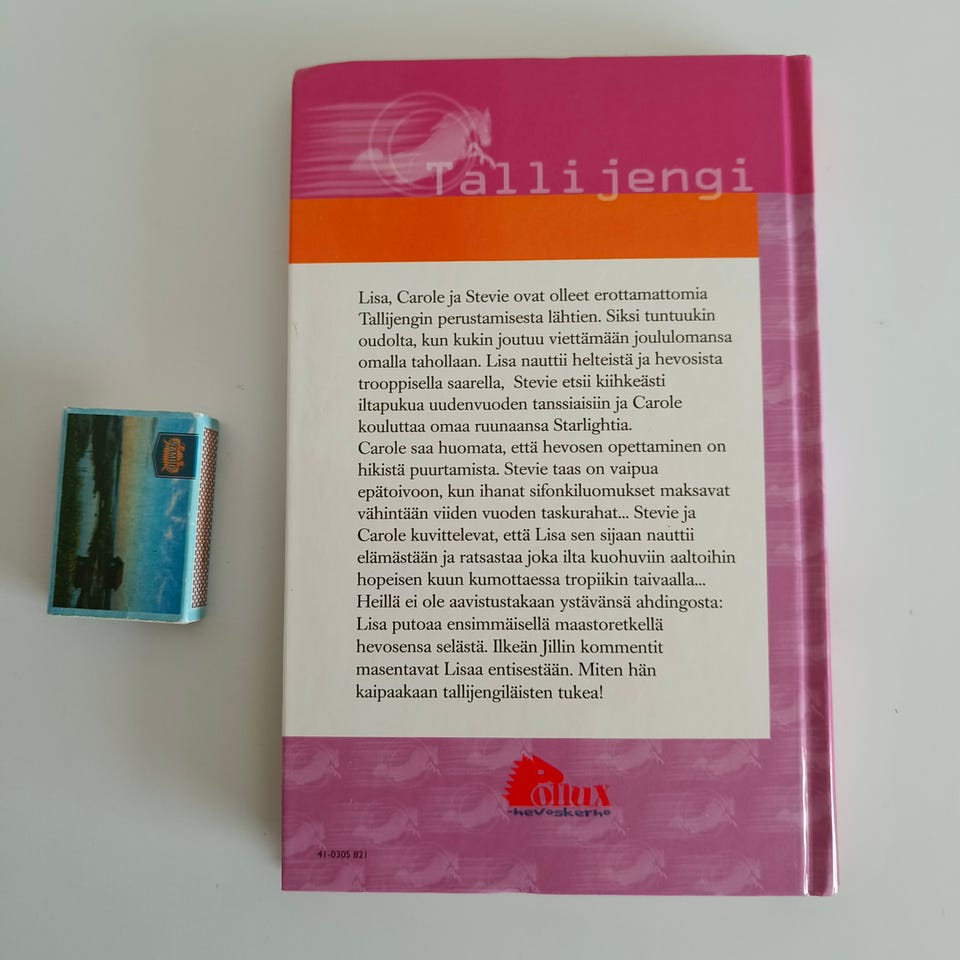 Tallijengi
Lisa, Carole ja Stevie ovat olleet erottamattomia
Tallijengin perustamisesta lähtien. Siksi tuntuukin
oudolta, kun kukin joutuu viettämään joululomansa
omalla tahollaan. Lisa nauttii helteistä ja hevosista
trooppisella saarella, Stevie etsii kiihkeästi
iltapukua uudenvuoden tanssiaisiin ja Carole
kouluttaa omaa ruunaansa Starlightia.
Carole saa huomata, että hevosen opettaminen on
hikistä puurtamista. Stevie taas on vaipua
epätoivoon, kun ihanat sifonkiluomukset maksavat
vähintään viiden vuoden taskurahat... Stevie ja
Carole kuvittelevat, että Lisa sen sijaan nauttii
elämästään ja ratsastaa joka ilta kuohuviin aaltoihin
hopeisen kuun kumottaessa tropiikin taivaalla...
Heillä ei ole aavistustakaan ystävänsä ahdingosta:
Lisa putoaa ensimmäisellä maastoretkellä
hevosensa selästä. Ilkeän Jillin kommentit
masentavat Lisaa entisestään. Miten hän
kaipaakaan tallijengiläisten tukea!
Pollux
-hevoskerho
41-0305 821